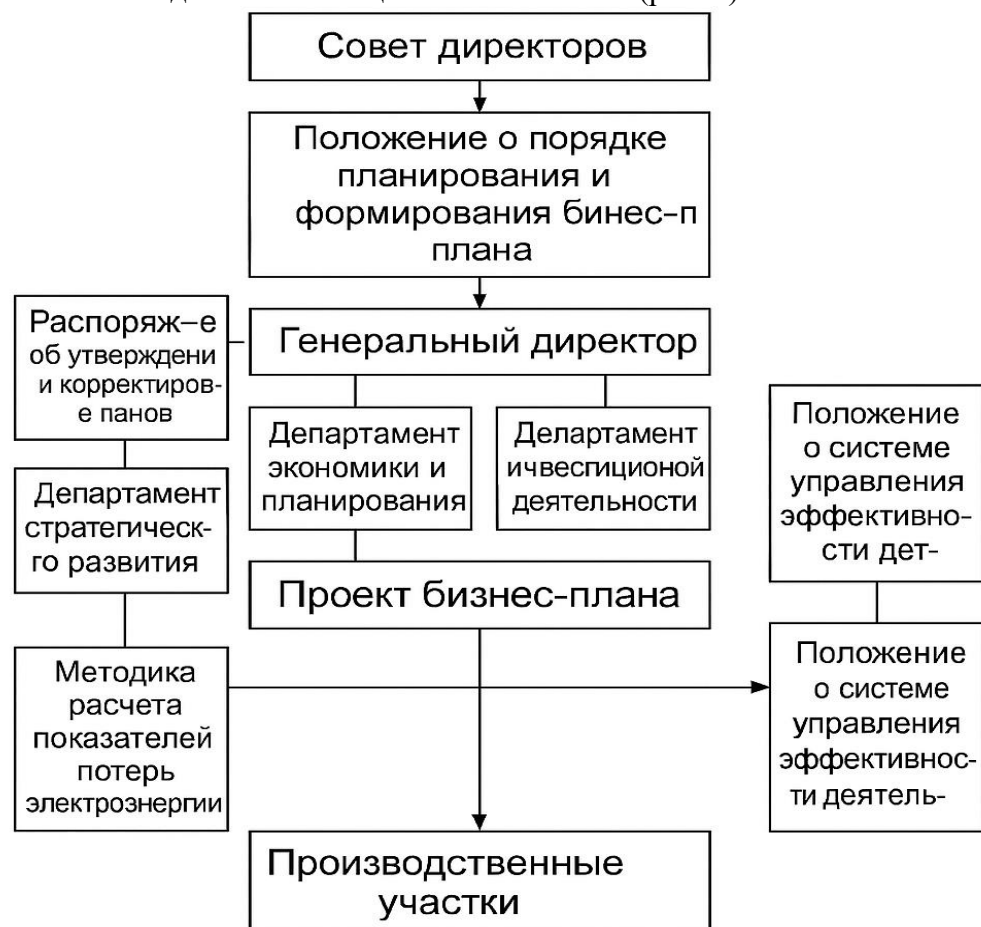 Совет директоров
Положение о порядке
планирования и
формирования бинес-п
плана
Генеральный директор
Распоряж–е
об утверждени
и корректиров-
е панов
Департамент
экономики и
планирования
Делартамент
ичвеспиционой
деятельности
Положение
о системе
управления
эффективно-
сти дет-
Департамент
стратегическ-
го развития
Проект бизнес-плана
Методика
расчета
показателей
потерь
электроэнергии
Положение
о системе
управления
эффективнос-
ти деятель-
Производственные
участки